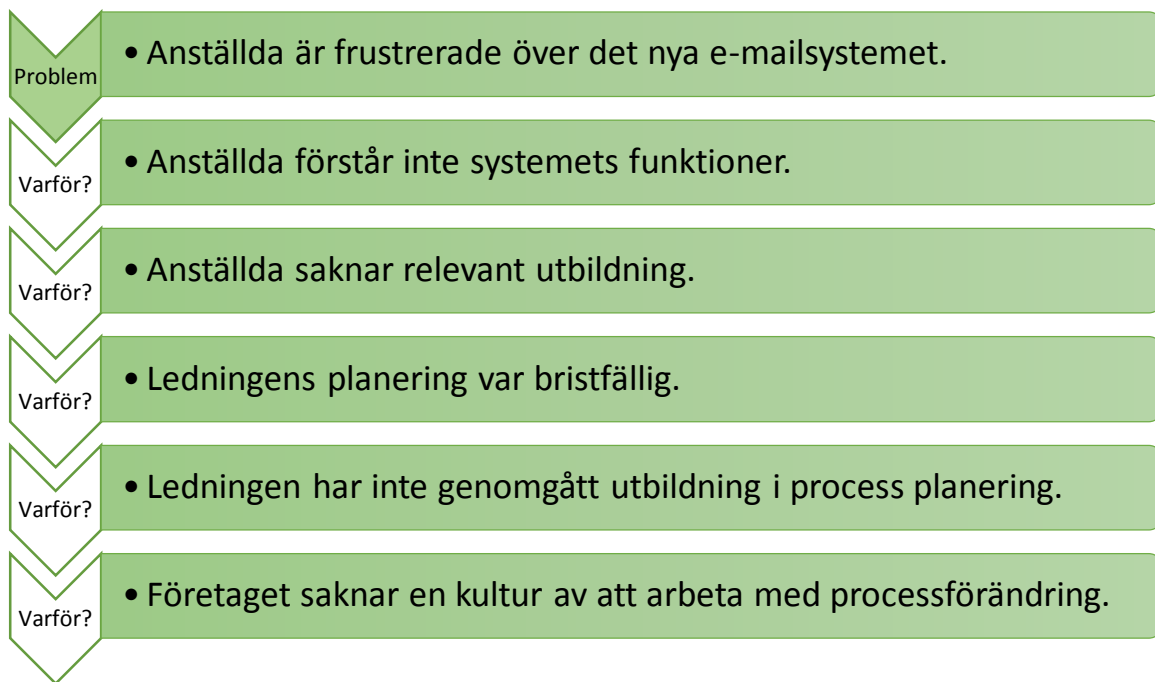 Problem
• Anställda är frustrerade över det nya e-mailsystemet.
Varför?
• Anställda förstår inte systemets funktioner.
Varför?
• Anställda saknar relevant utbildning.
Varför?
• Ledningens planering var bristfällig.
Varför?
• Ledningen har inte genomgått utbildning i process planering.
Varför?
• Företaget saknar en kultur av att arbeta med processförändring.